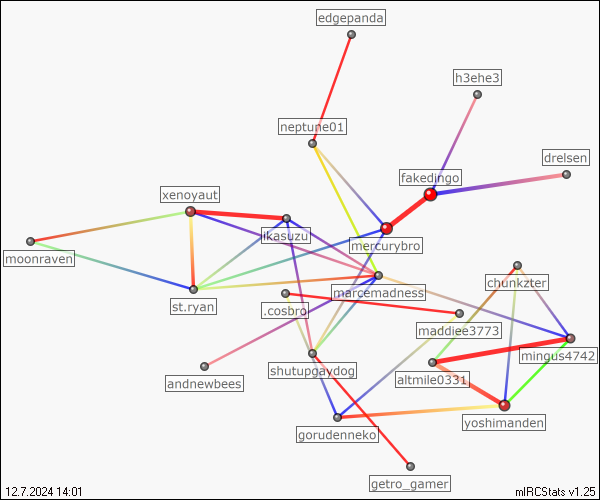 edgepanda
h3ehe3
neptune01
drelsen
fakedingo
xenoyaut
ikasuzu
mercurybro
moonraven
chunkzter
marcemadness
st.ryan
.cosbro
maddiee3773
mingus4742
shutupgaydog
altmile0331
andnewbees
yoshimanden
gorudenneko
getro_gamer
12.7.2024 14:01
mIRCStats v1.25